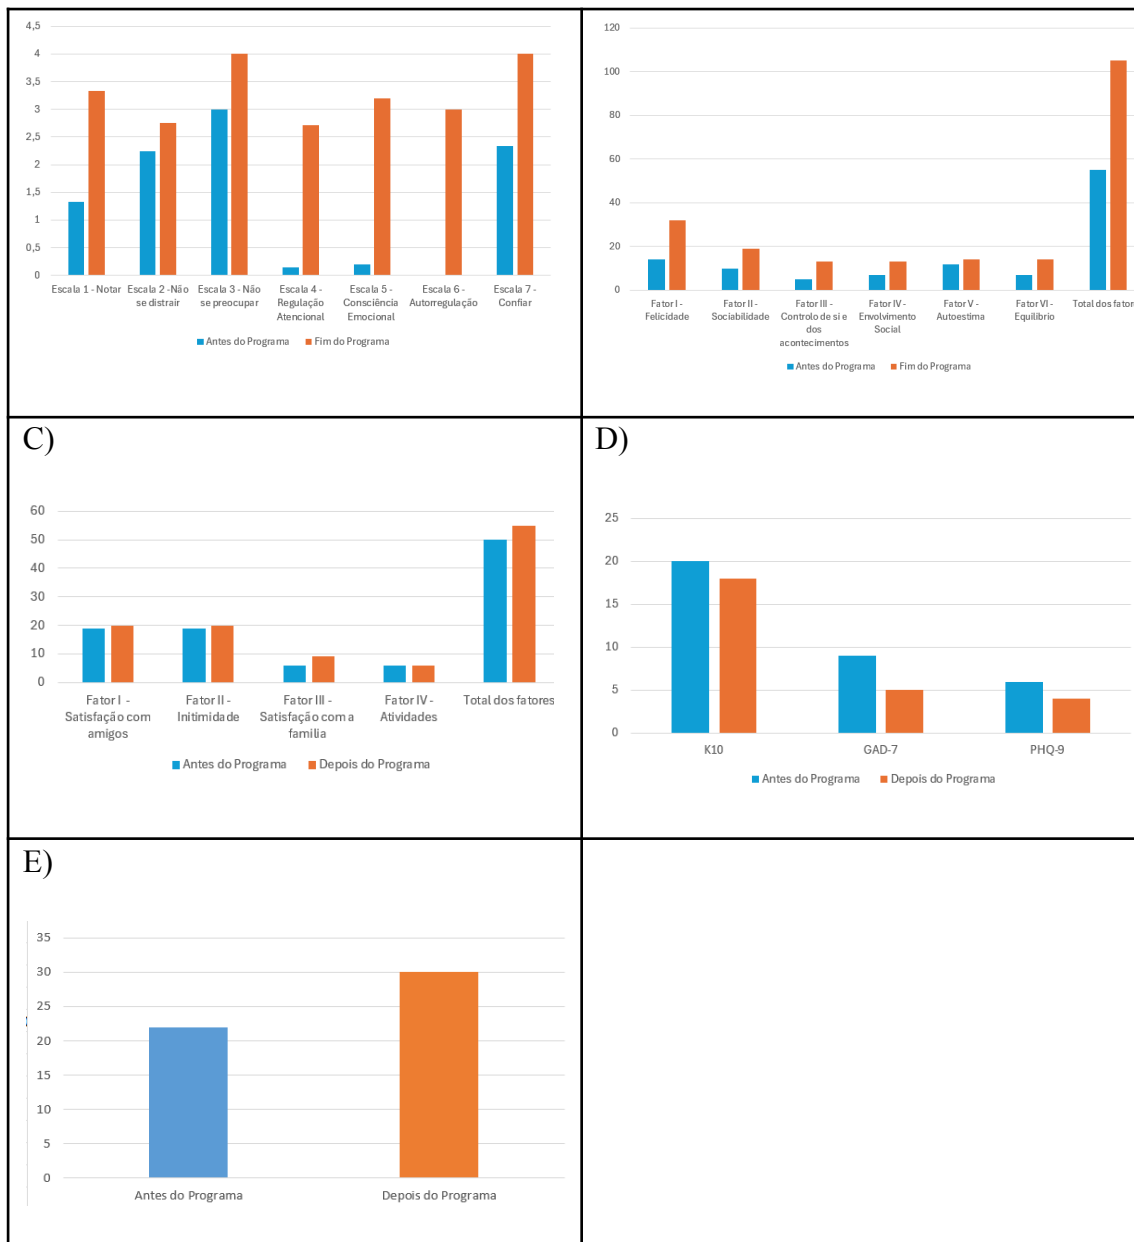 4,5
4
3,5
3
2,5
2
1,5
1
0,5
0
Escala 1 - Notar
Escala 2 -Não
se distrair
Escala 3 - Não
se preocupar
Escala 4 -
Regulação
Atencional
Escala 5 -
Consciência
Emocional
Escala 6 -
Autorregulação
Escala 7 -
Confiar
Antes do Programa
Fim do Programa
120
100
80
60
40
20
0
Fator I -
Felicidade
Fator II -
Sociabilidade
Fator III -
Controlo de si e
dos
acontecimentos
Fator IV -
Envolvimento
Social
Fator V -
Autoestima
Fator VI -
Equilíbrio
Total dos fatore
Antes do Programa
Fim do Programa
C)
60
50
40
30
20
10
0
Fator I -
Satisfação com
amigos
Fator II -
Initimidade
Fator III -
Satisfação com a
familia
Fator IV -
Atividades
Total dos fatores
Antes do Programa
Depois do Programa
D)
25
20
15
10
5
0
K10
GAD-7
PHQ-9
Antes do Programa
Depois do Programa
E)
35
30
25
20
15
10
5
0
Antes do Programa
Depois do Programa